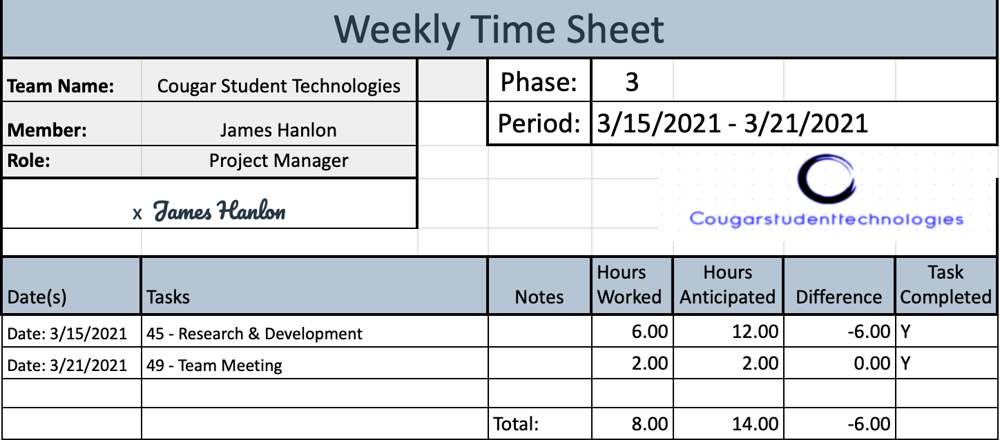 Weekly Time Sheet
Team Name: Cougar Student Technologies Phase: 3
Member: James Hanlon Period: 3/15/2021 - 3/21/2021
Role: Project Manager
x James Hanlon
Cougarstudenttechnologies
Date(s) Tasks Notes Hours Worked Hours Anticipated Difference Task Completed
Date: 3/15/2021 45 - Research & Development 6.00 12.00 -6.00 Y
Date: 3/21/2021 49 - Team Meeting 2.00 2.00 0.00 Y
Total: 8.00 14.00 -6.00